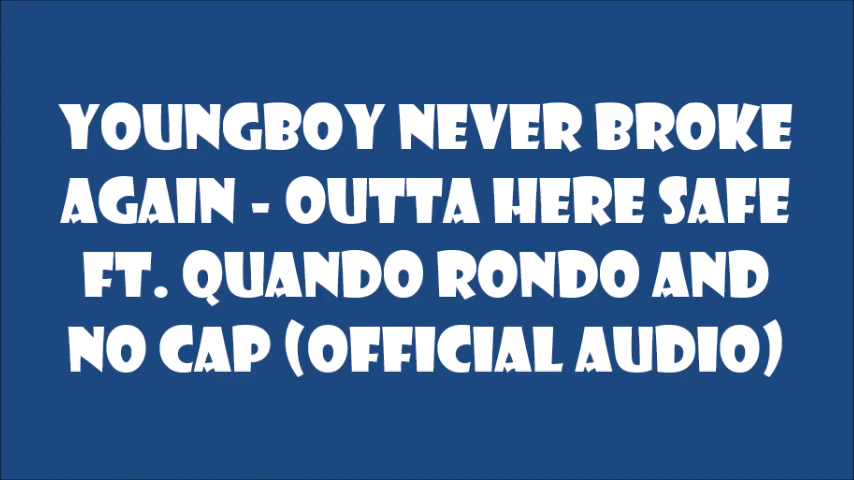 YOUNGBOY NEVER BROKE
AGAIN - OUTTA HERE SAFE
FT. QUANDO RONDO AND
NO CAP (OFFICIAL AUDIO)